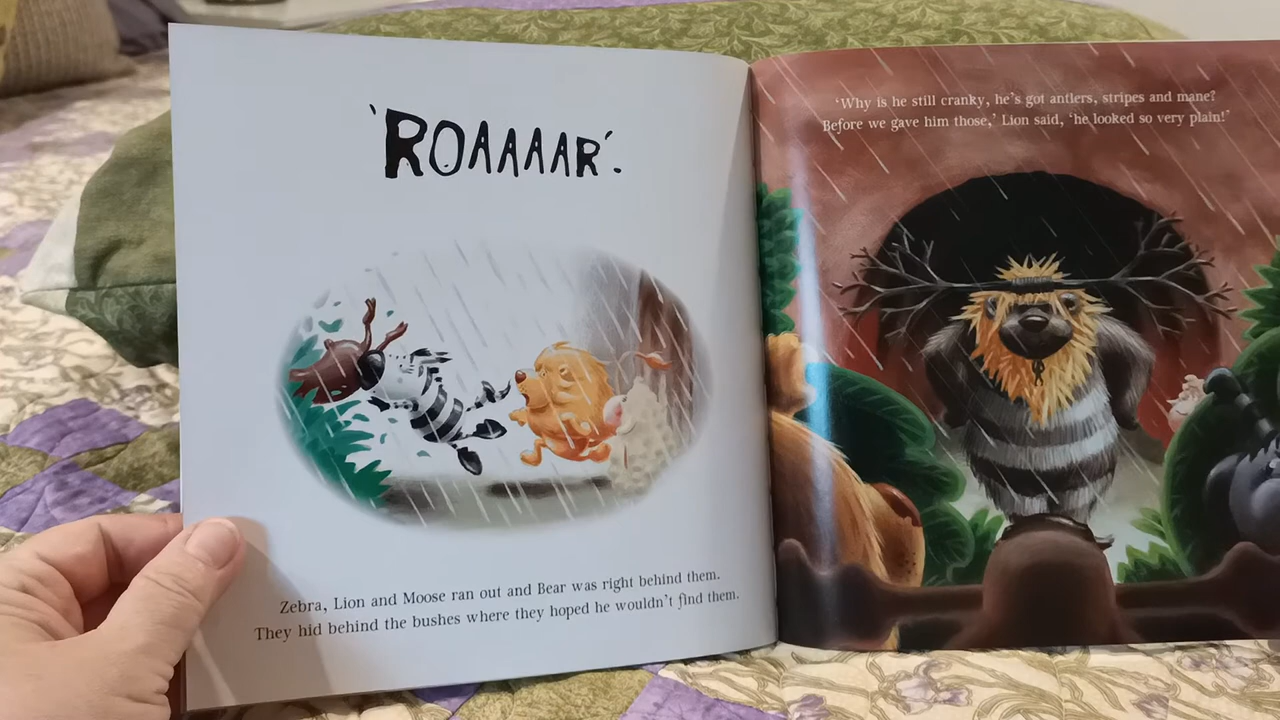 'ROAAAAR'.
Zebra, Lion and Moose ran out and Bear was right behind them.
They hid behind the bushes where they hoped he wouldn't find them.
'Why is he still cranky, he's got antlers, stripes and mane?
Before we gave him those,' Lion said, 'he looked so very plain!'